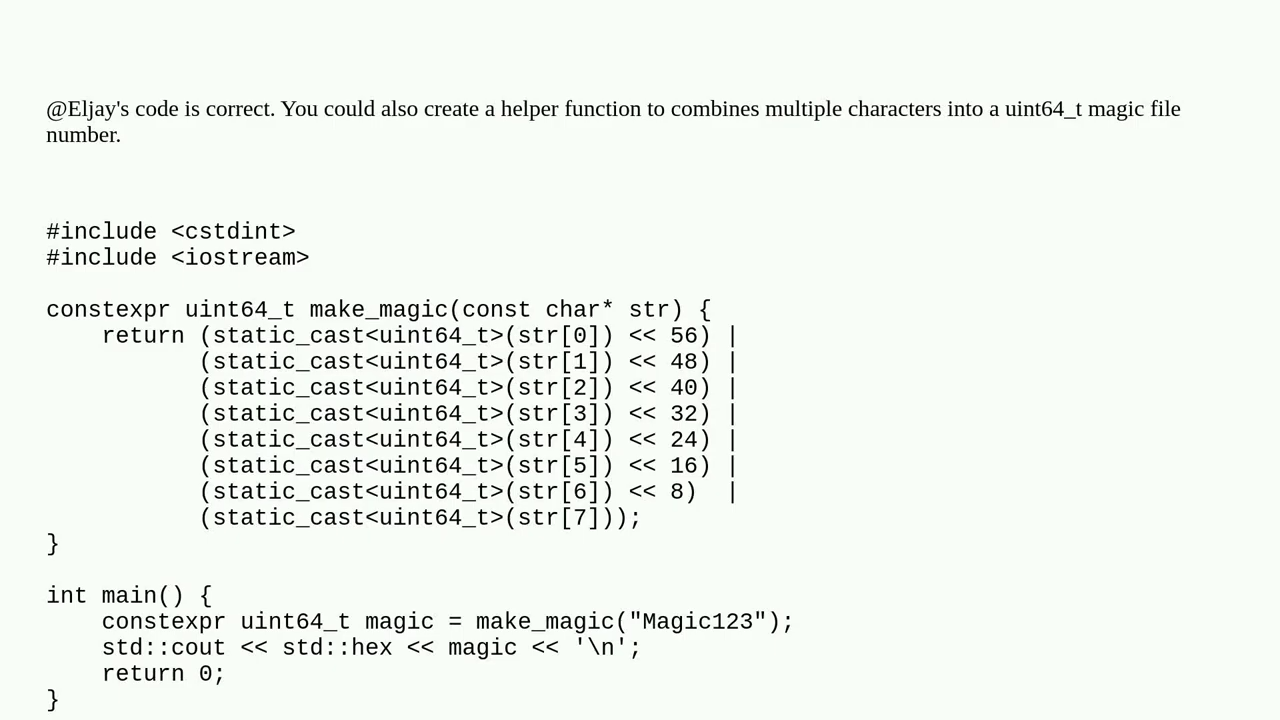 @Eljay's code is correct. You could also create a helper function to combines multiple characters into a uint64_t magic file
number.
#include <cstdint>
#include <iostream>
constexpr uint64_t make_magic(const char* str) {
    return (static_cast<uint64_t>(str[0]) << 56) |
           (static_cast<uint64_t>(str[1]) << 48) |
           (static_cast<uint64_t>(str[2]) << 40) |
           (static_cast<uint64_t>(str[3]) << 32) |
           (static_cast<uint64_t>(str[4]) << 24) |
           (static_cast<uint64_t>(str[5]) << 16) |
           (static_cast<uint64_t>(str[6]) << 8)  |
           (static_cast<uint64_t>(str[7]));
}
int main() {
    constexpr uint64_t magic = make_magic("Magic123");
    std::cout << std::hex << magic << '\n';
    return 0;
}